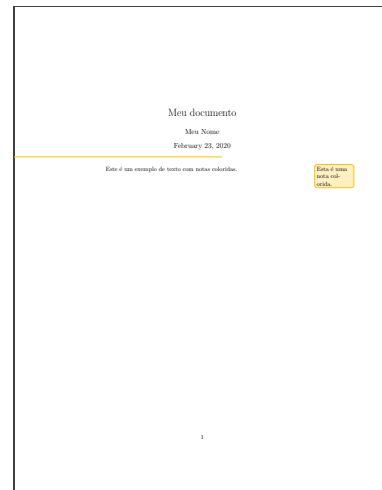 Meu documento
Meu Nome
February 23, 2020
Este é um exemplo de texto com notas coloridas.
Esta é uma
nota col-
orida.
1